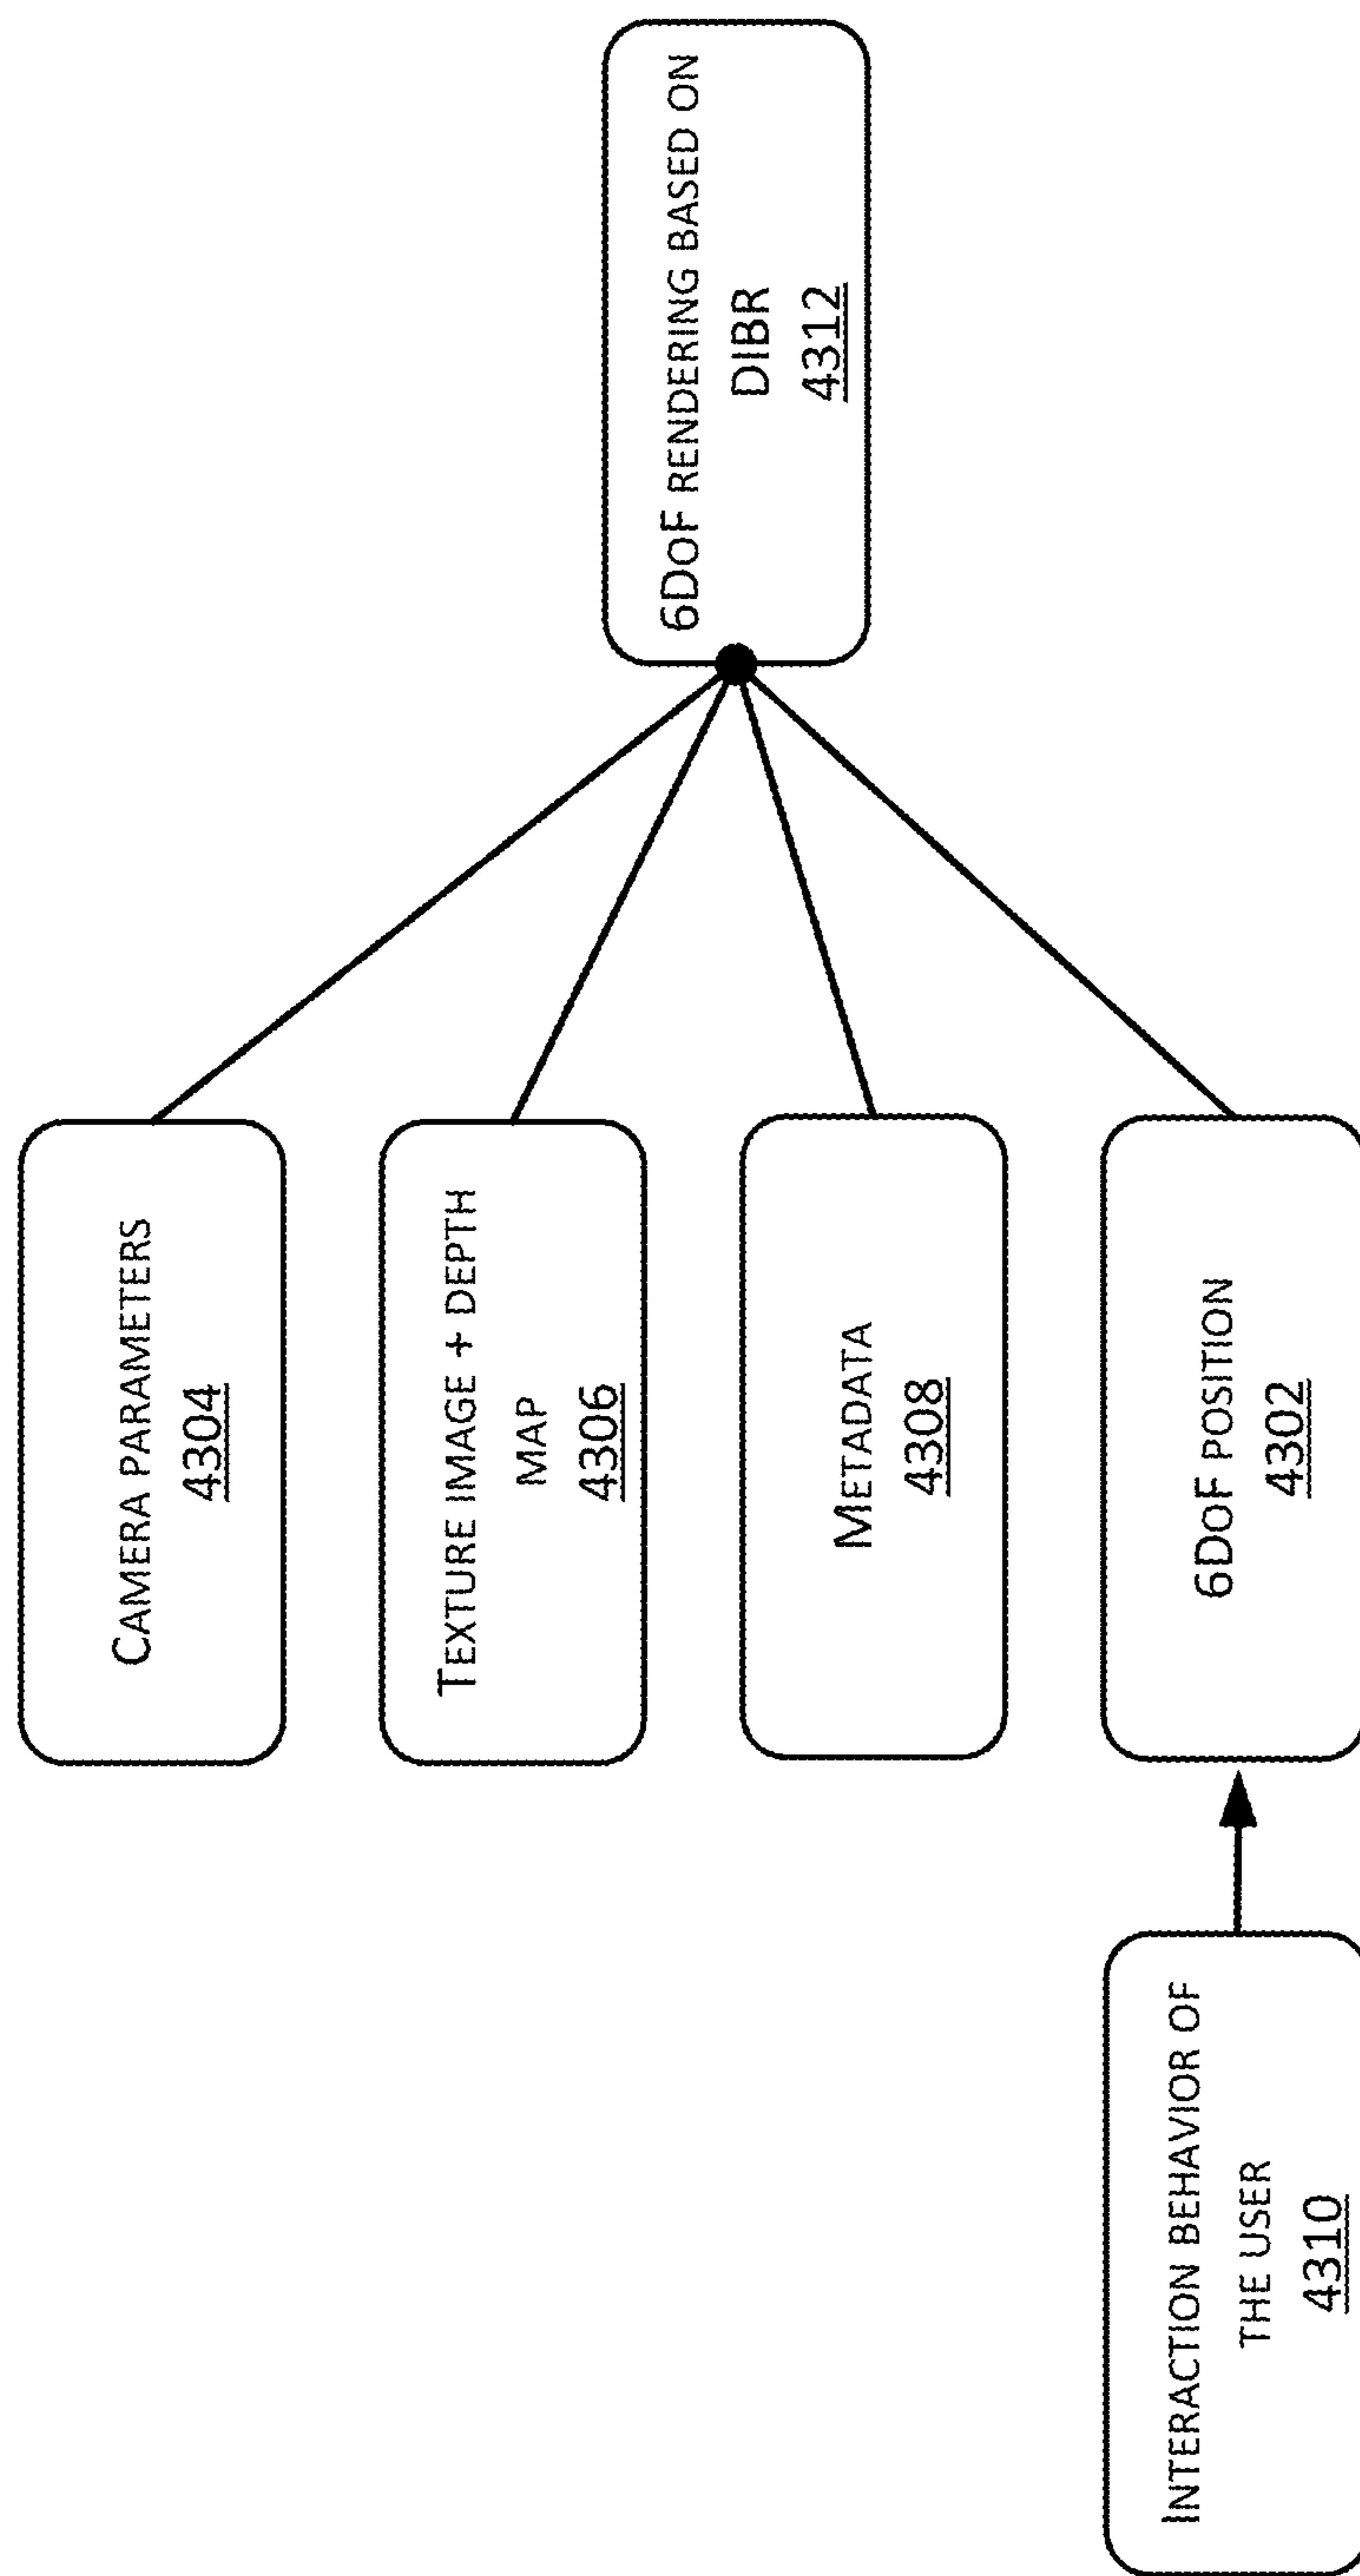 Camera parameters
4304
Texture image + depth
map
4306
Metadata
4308
Interaction behavior of
the user
4310
6DoF position
4302
6DoF rendering based on
DIBR
4312